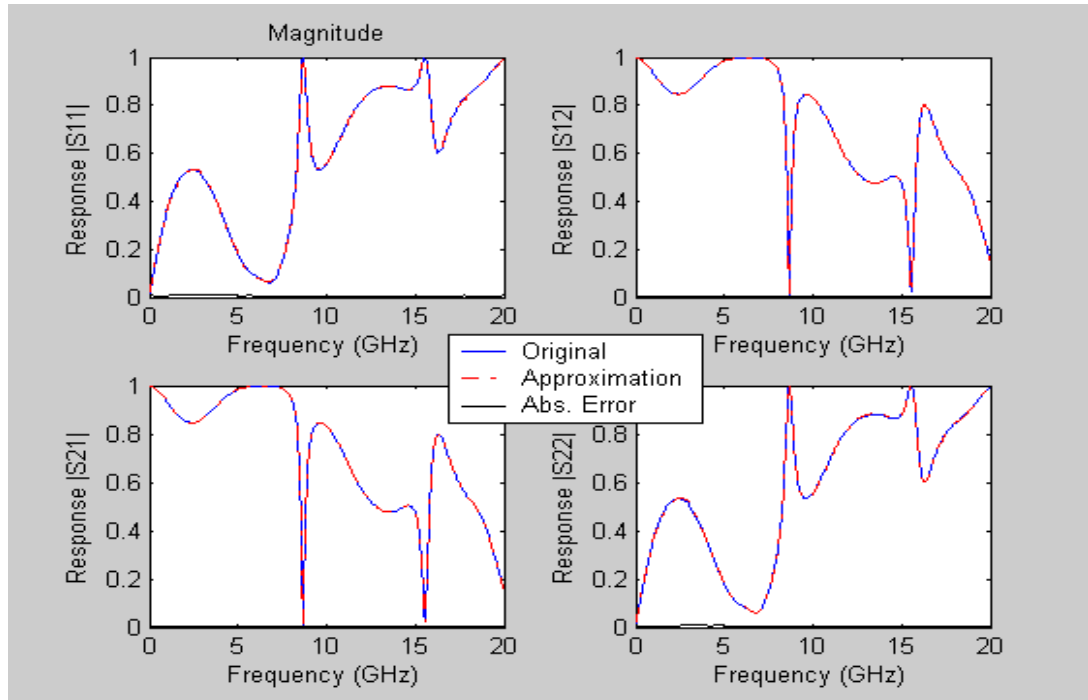 Magnitude
Response |S11|
1
0.8
0.6
0.4
0.2
0
0 5 10 15 20
Frequency (GHz)
Response |S12|
1
0.8
0.6
0.4
0.2
0
0 5 10 15 20
Frequency (GHz)
Original
Approximation
Abs. Error
Response |S21|
1
0.8
0.6
0.4
0.2
0
0 5 10 15 20
Frequency (GHz)
Response |S22|
0.8
0.6
0.4
0.2
0
0 5 10 15 20
Frequency (GHz)